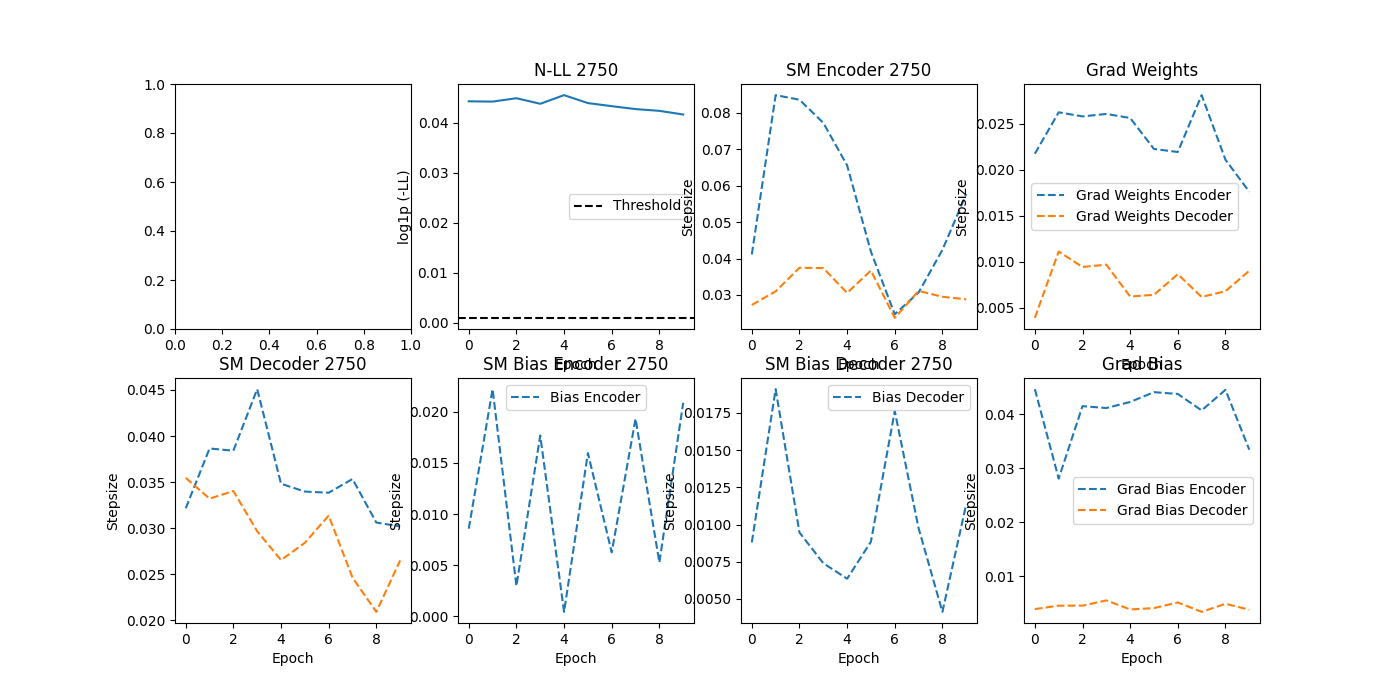 N-LL 2750
SM Encoder 2750
Grad Weights
1.0
0.8
0.6
0.4
0.2
0.0
0.0 0.2 0.4 0.6 0.8 1.0
log1p (-LL)
0.04
0.03
0.02
0.01
0.00
Threshold
0 2 4 6 8
Epoch
Stepsize
0.08
0.07
0.06
0.05
0.04
0.03
0 2 4 6 8
Epoch
Stepsize
0.025
0.020
0.015
0.010
0.005
Grad Weights Encoder
Grad Weights Decoder
0 2 4 6 8
Epoch
SM Decoder 2750
SM Bias Encoder 2750
SM Bias Decoder 2750
Grad Bias
Stepsize
0.045
0.040
0.035
0.030
0.025
0.020
0 2 4 6 8
Epoch
Stepsize
0.020
0.015
0.010
0.005
0.000
Bias Encoder
0 2 4 6 8
Epoch
Stepsize
0.0175
0.0150
0.0125
0.0100
0.0075
0.0050
Bias Decoder
0 2 4 6 8
Epoch
Stepsize
0.04
0.03
0.02
0.01
Grad Bias Encoder
Grad Bias Decoder
0 2 4 6 8
Epoch